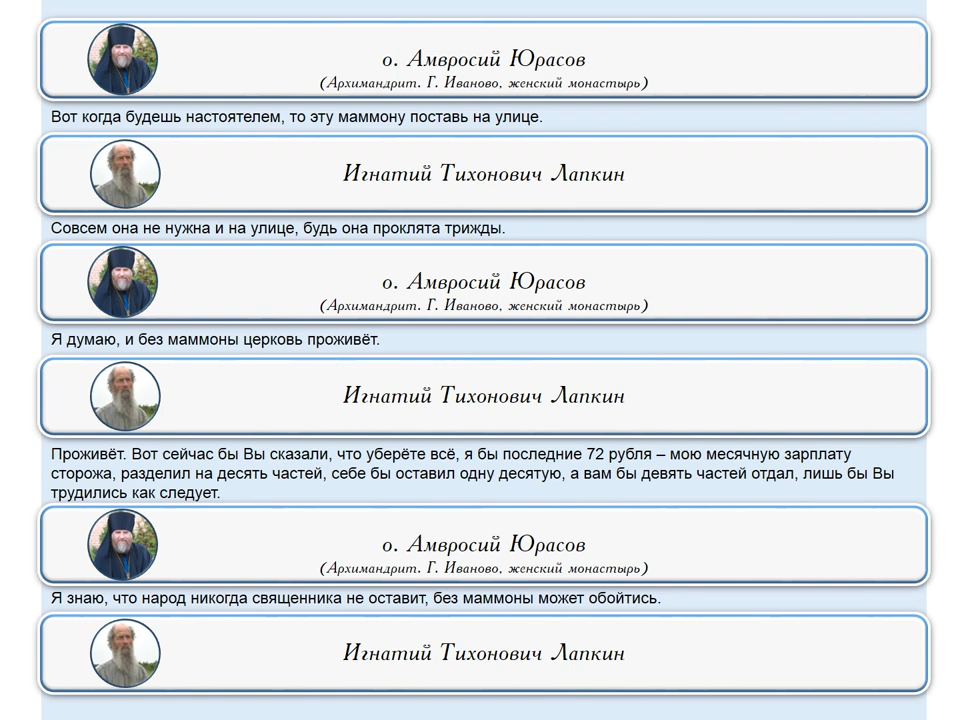 о. Амвросий Юрасов
(Архимандрит. Г. Иваново, женский монастырь)
Вот когда будешь настоятелем, то эту маммону поставь на улице.
Игнатий Тихонович Лапкин
Совсем она не нужна и на улице, будь она проклята трижды.
о. Амвросий Юрасов
(Архимандрит. Г. Иваново, женский монастырь)
Я думаю, и без маммоны церковь проживёт.
Игнатий Тихонович Лапкин
Проживёт. Вот сейчас бы Вы сказали, что уберёте всё, я бы последние 72 рубля – мою месячную зарплату
сторожа, разделил на десять частей, себе бы оставил одну десятую, а вам бы девять частей отдал, лишь бы Вы
трудились как следует.
о. Амвросий Юрасов
(Архимандрит. Г. Иваново, женский монастырь)
Я знаю, что народ никогда священника не оставит, без маммоны может обойтись.
Игнатий Тихонович Лапкин